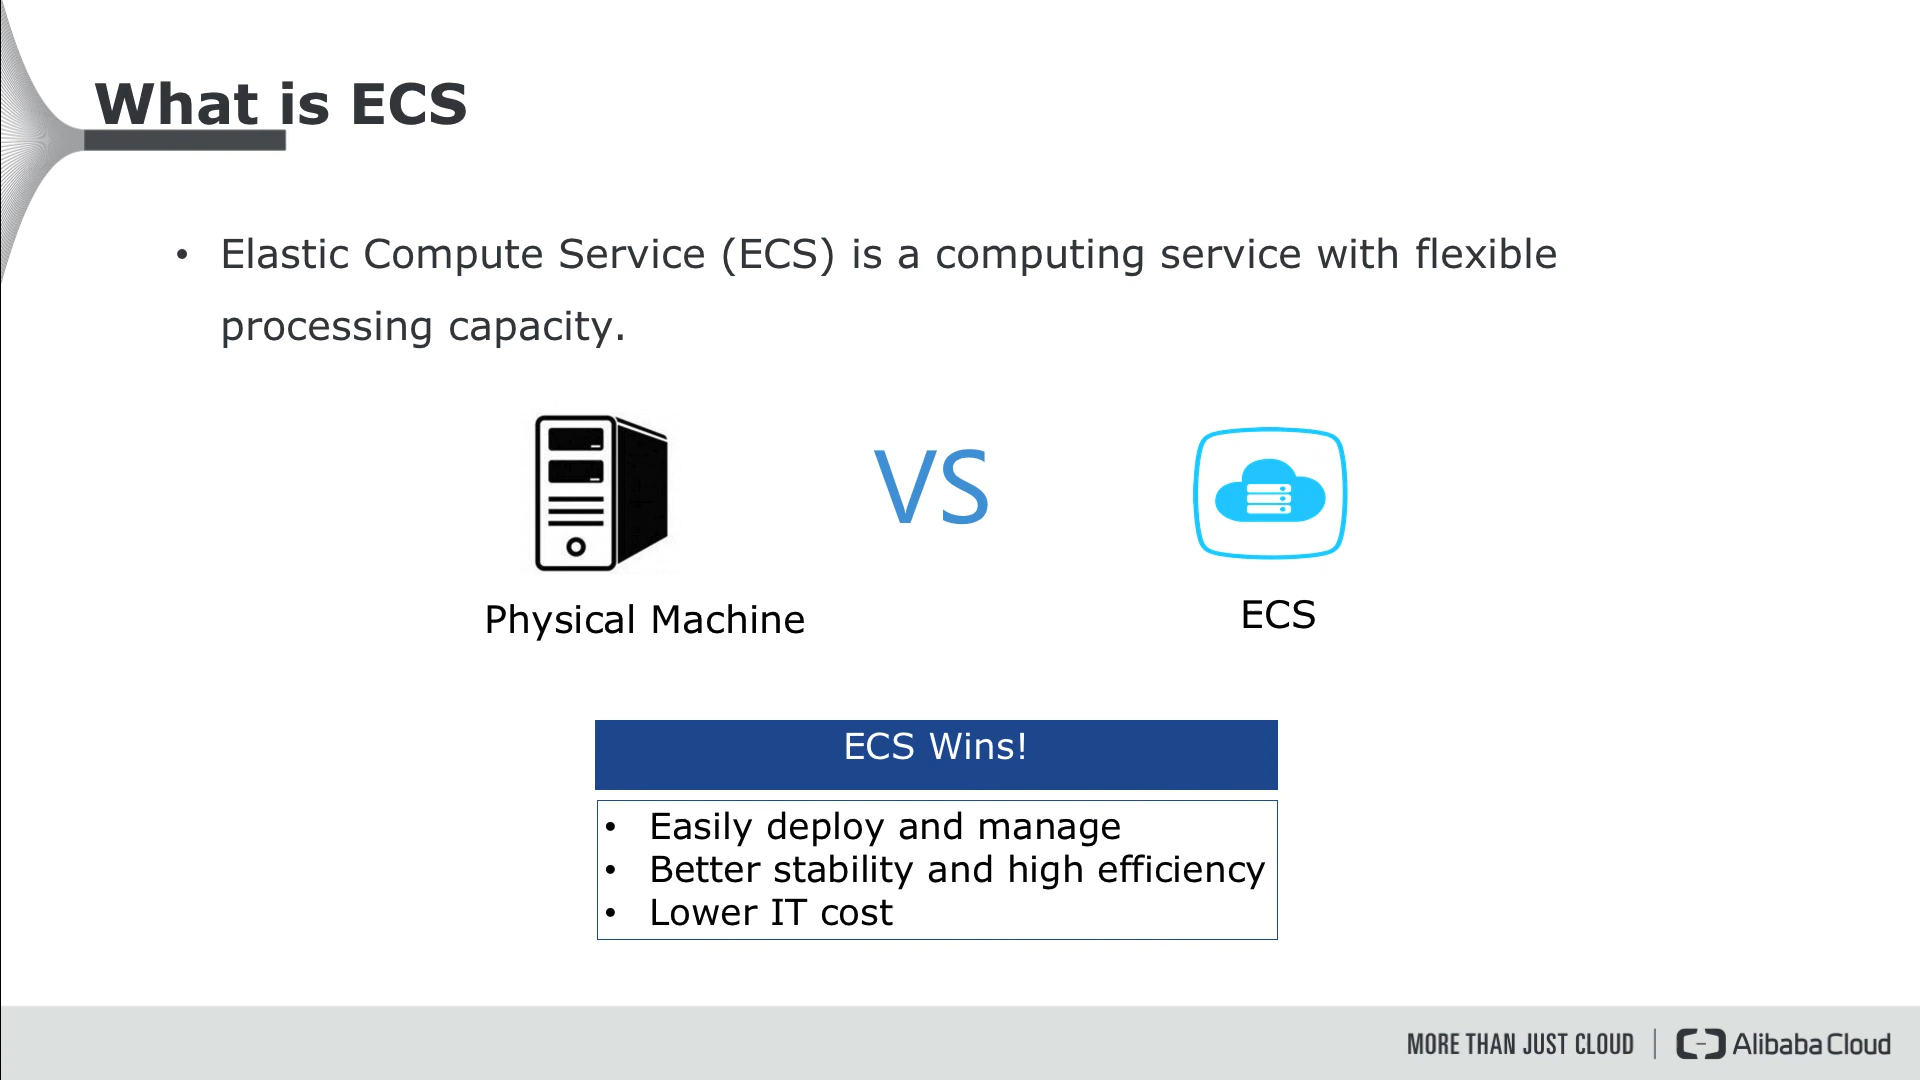 What is ECS
• Elastic Compute Service (ECS) is a computing service with flexible
processing capacity.
VS
Physical Machine
ECS
ECS Wins!
• Easily deploy and manage
• Better stability and high efficiency
• Lower IT cost
MORE THAN JUST CLOUD | Alibaba Cloud